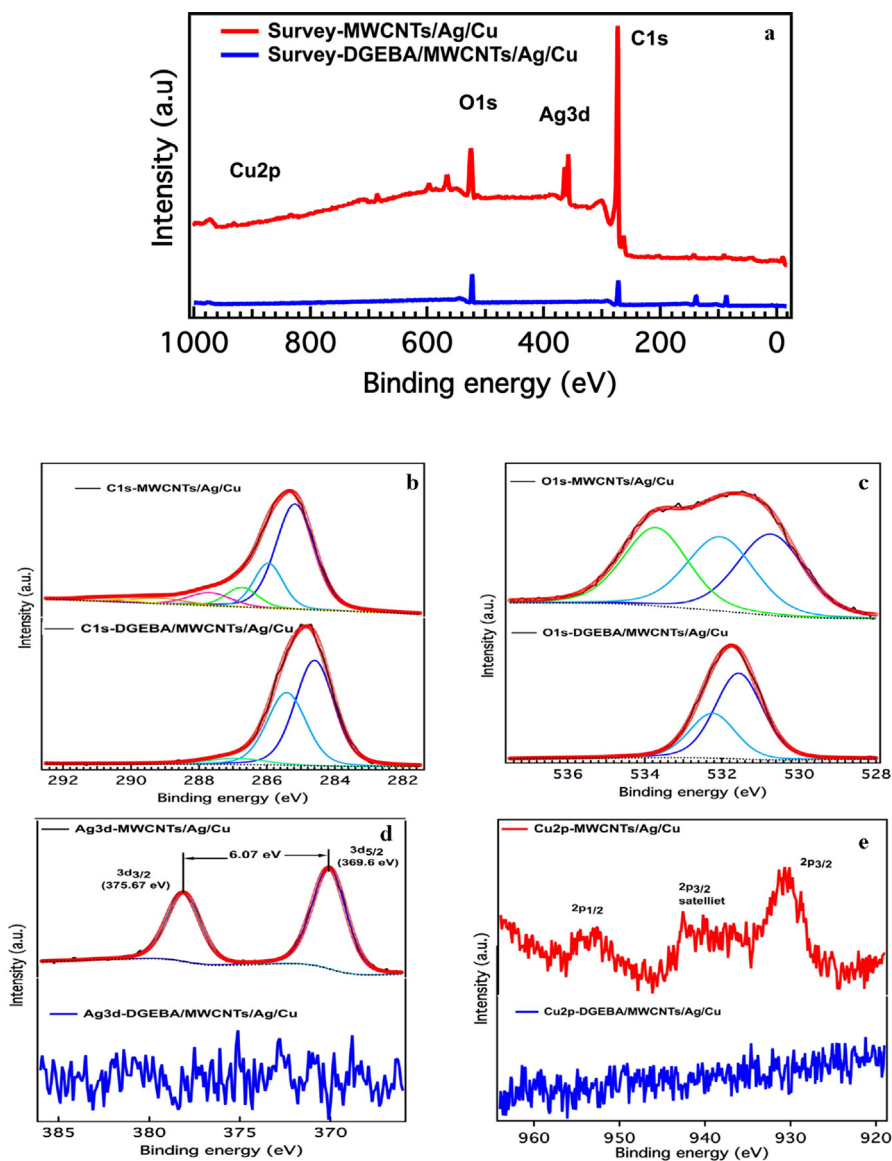 Survey-MWCNTs/Ag/Cu
Survey-DGEBA/MWCNTs/Ag/Cu
a
C1s
O1s
Ag3d
Cu2p
Intensity (a.u)
1000 800 600 400 200 0
Binding energy (eV)
C1s-MWCNTs/Ag/Cu
b
C1s-DGEBA/MWCNTs/Ag/Cu
Intensity (a.u.)
292 290 288 286 284 282
Binding energy (eV)
O1s-MWCNTs/Ag/Cu
c
O1s-DGEBA/MWCNTs/Ag/Cu
Intensity (a.u.)
536 534 532 530 528
Binding energy (eV)
Ag3d-MWCNTs/Ag/Cu
d
3d3/2
(375.67 eV)
6.07 eV
3d5/2
(369.6 eV)
Ag3d-DGEBA/MWCNTs/Ag/Cu
Intensity (a.u.)
385 380 375 370
Binding energy (eV)
Cu2p-MWCNTs/Ag/Cu
e
2p1/2
2p3/2
satelliet
2p3/2
Cu2p-DGEBA/MWCNTs/Ag/Cu
Intensity (a.u.)
960 950 940 930 920
Binding energy (eV)